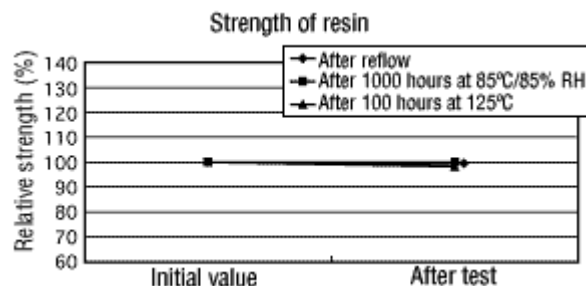 Strength of resin
Relative strength (%)
140
130
120
110
100
90
80
70
60
After reflow
After 1000 hours at 85ºC/85% RH
After 100 hours at 125ºC
Initial value
After test